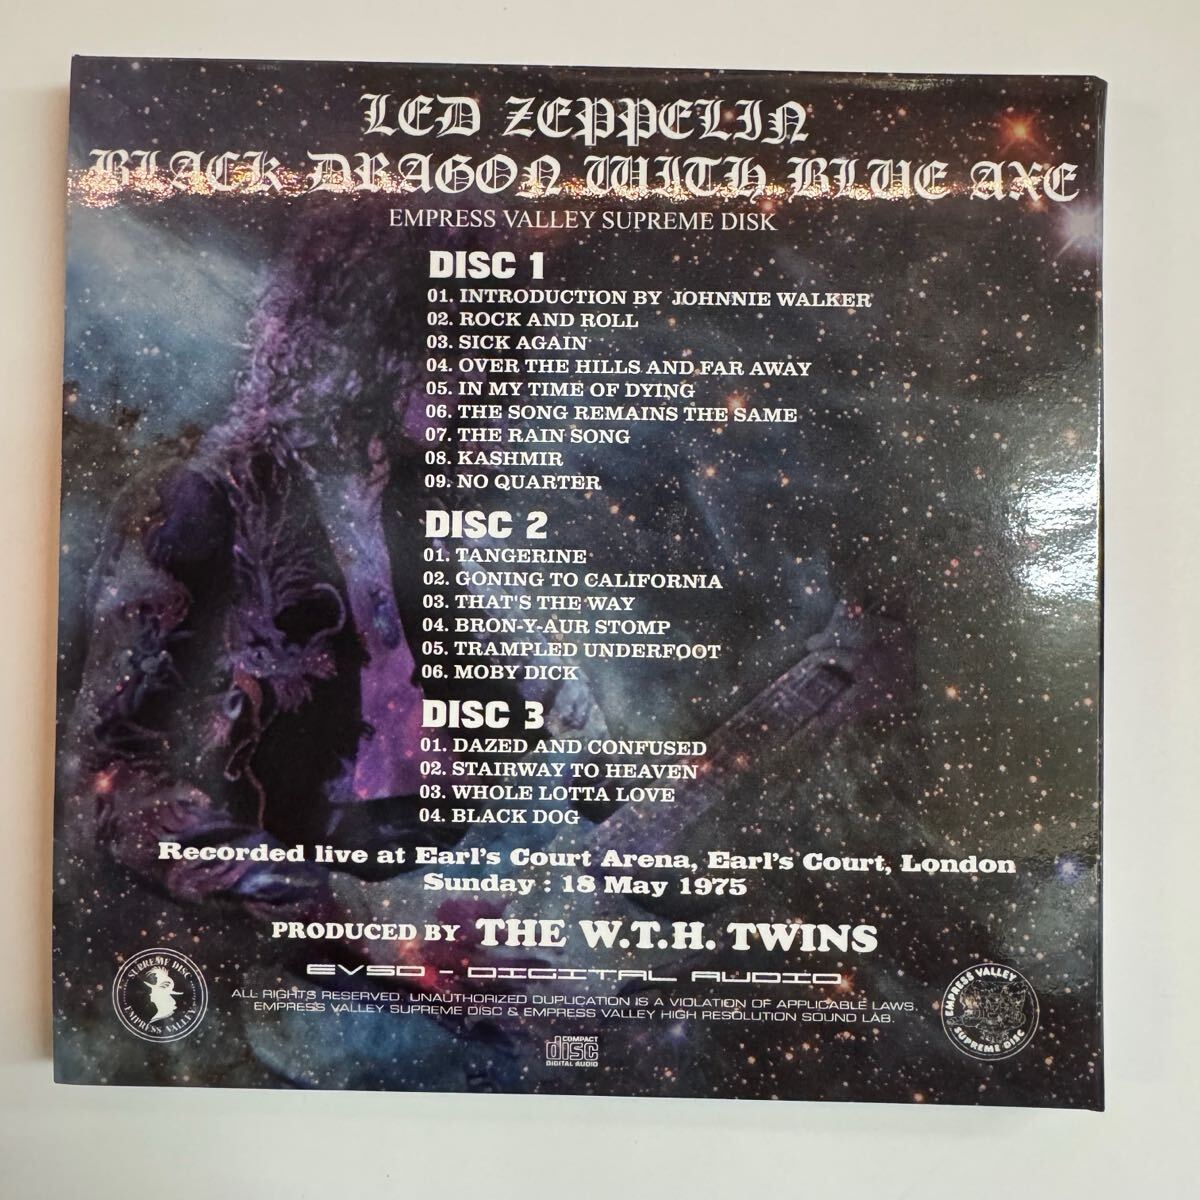 LED ZEPPELIN
BLACK DRAGON WITH BLUE AXE
EMPRESS VALLEY SUPREME DISK
DISC 1
01. INTRODUCTION BY JOHNNIE WALKER
02. ROCK AND ROLL
03. SICK AGAIN
04. OVER THE HILLS AND FAR AWAY
05. IN MY TIME OF DYING
06. THE SONG REMAINS THE SAME
07. THE RAIN SONG
08. KASHMIR
09. NO QUARTER
DISC 2
01. TANGERINE
02. GONING TO CALIFORNIA
03. THAT'S THE WAY
04. BRON-Y-AUR STOMP
05. TRAMPLED UNDERFOOT
06. MOBY DICK
DISC 3
01. DAZED AND CONFUSED
02. STAIRWAY TO HEAVEN
03. WHOLE LOTTA LOVE
04. BLACK DOG
Recorded live at Earl's Court Arena, Earl's Court, London
Sunday : 18 May 1975
PRODUCED BY THE W.T.H. TWINS
EVSD - DIGITAL AUDIO
ALL RIGHTS RESERVED. UNAUTHORIZED DUPLICATION IS A VIOLATION OF APPLICABLE LAWS.
EMPRESS VALLEY SUPREME DISC & EMPRESS VALLEY HIGH RESOLUTION SOUND LAB.
SUPREME DISC
EMPRESS VALLEY
EMPRESS VALLEY
SUPREME DISC
COMPACT
disc
DIGITAL AUDIO